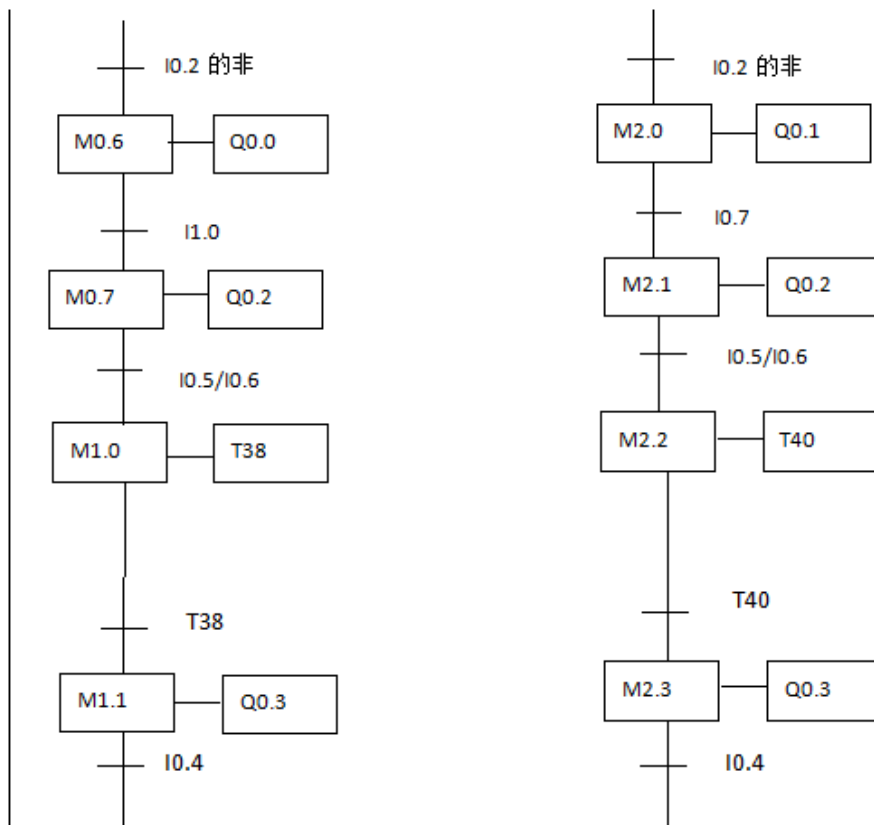 I0.2 的非
M0.6
Q0.0
I1.0
M0.7
Q0.2
I0.5/I0.6
M1.0
T38
T38
M1.1
Q0.3
I0.4
I0.2 的非
M2.0
Q0.1
I0.7
M2.1
Q0.2
I0.5/I0.6
M2.2
T40
T40
M2.3
Q0.3
I0.4